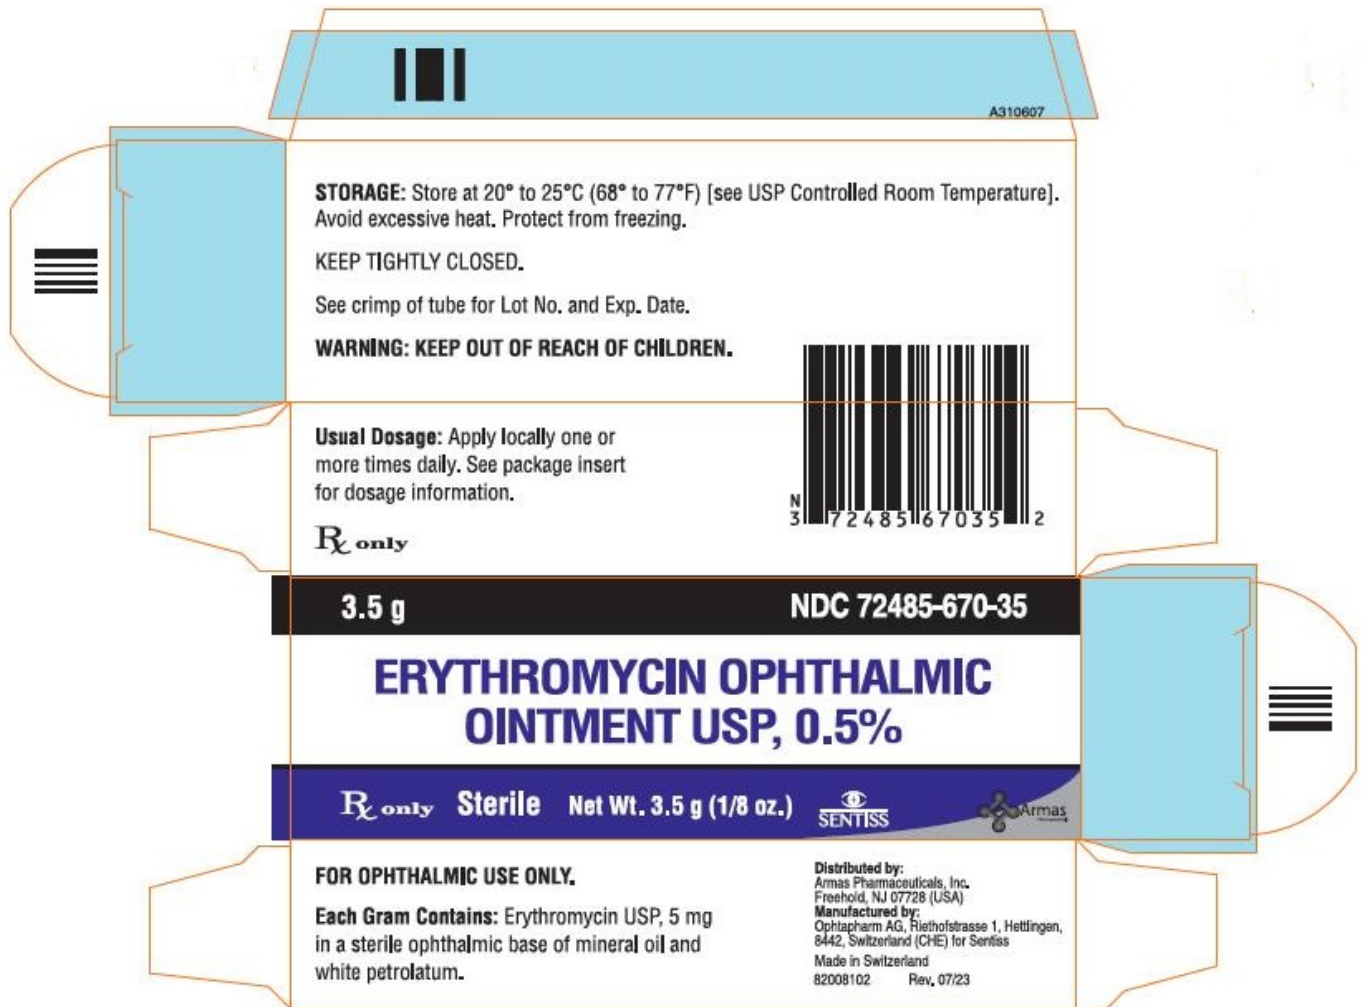 A310607
STORAGE: Store at 20° to 25°C (68° to 77°F) [see USP Controlled Room Temperature].
Avoid excessive heat. Protect from freezing.
KEEP TIGHTLY CLOSED.
See crimp of tube for Lot No. and Exp. Date.
WARNING: KEEP OUT OF REACH OF CHILDREN.
Usual Dosage: Apply locally one or
more times daily. See package insert
for dosage information.
Rx only
N
3 72485 67035 2
3.5 g NDC 72485-670-35
ERYTHROMYCIN OPHTHALMIC
OINTMENT USP, 0.5%
Rx only Sterile Net Wt. 3.5 g (1/8 oz.) SENTISS Armas
FOR OPHTHALMIC USE ONLY.
Each Gram Contains: Erythromycin USP, 5 mg
in a sterile ophthalmic base of mineral oil and
white petrolatum.
Distributed by:
Armas Pharmaceuticals, Inc.
Freehold, NJ 07728 (USA)
Manufactured by:
Ophtapharm AG, Riethofstrasse 1, Hettlingen,
8442, Switzerland (CHE) for Sentiss
Made in Switzerland
82008102 Rev. 07/23